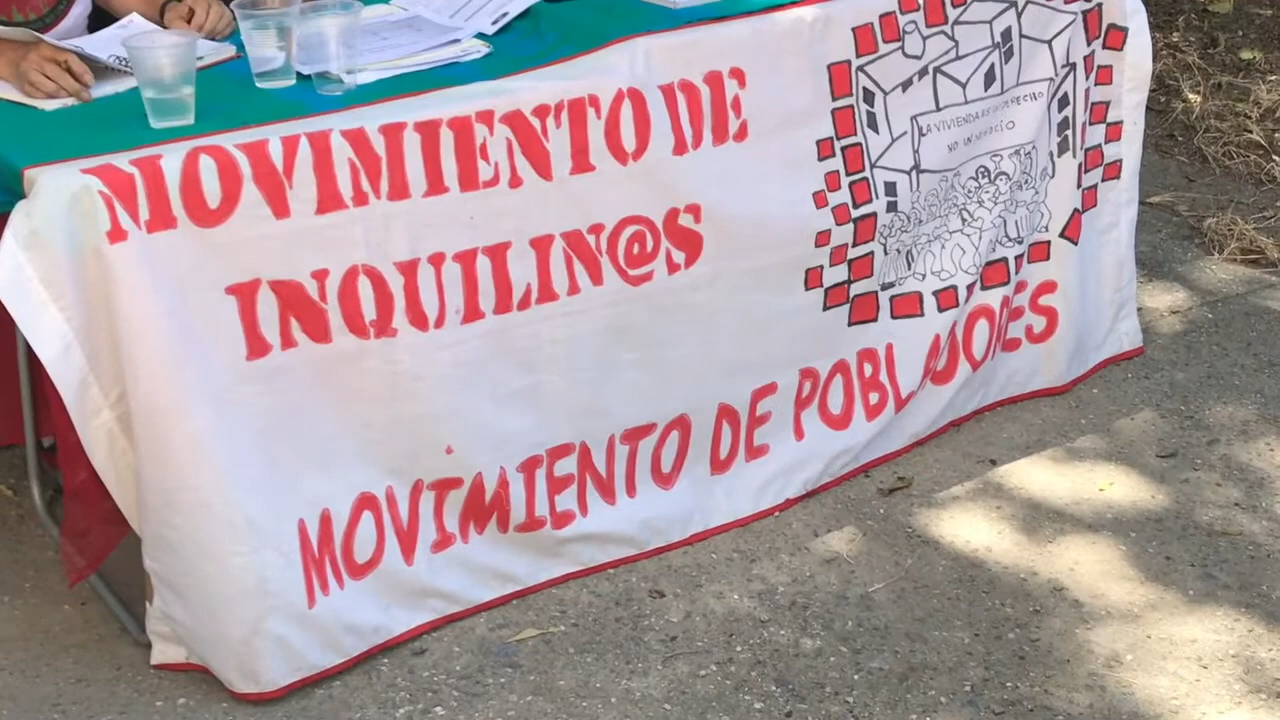 MOVIMIENTO DE
INQUILIN@S
LA VIVIENDA ES UN DERECHO
NO UN NEGOCIO
MOVIMIENTO DE POBLADORES